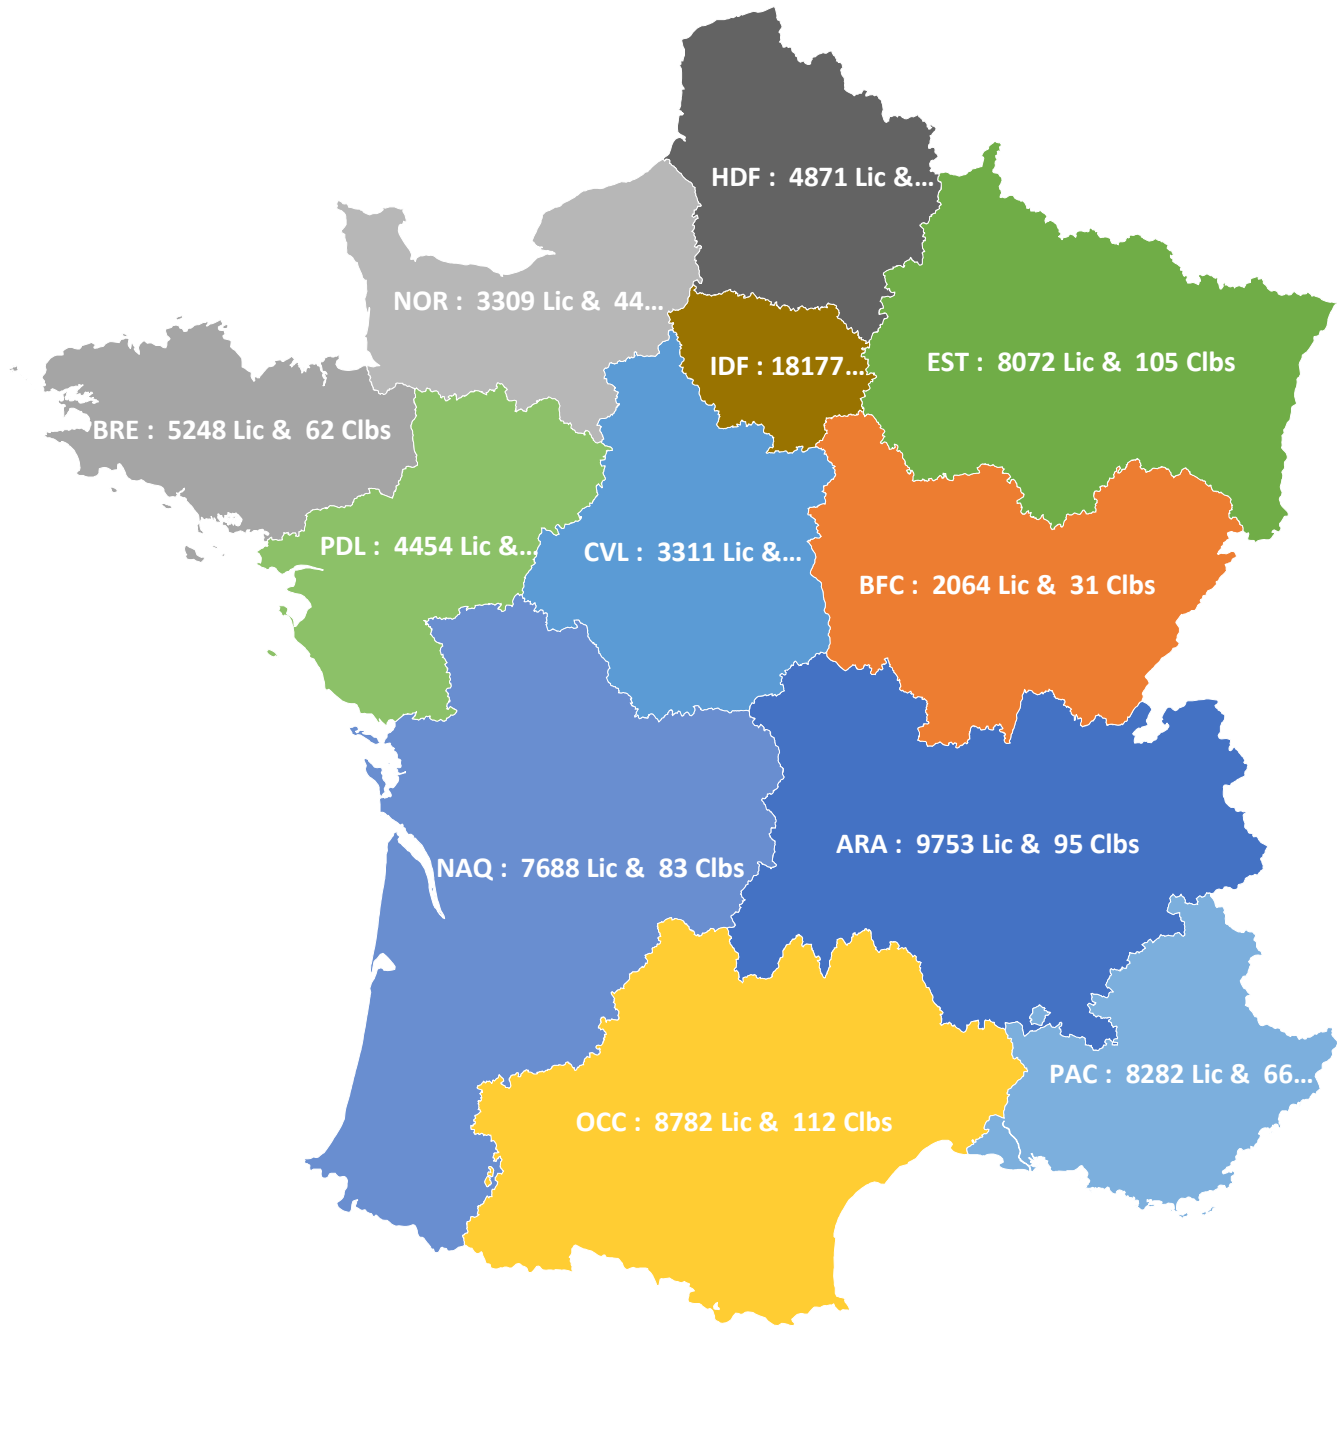 HDF : 4871 Lic &...
NOR : 3309 Lic & 44...
IDF : 18177...
EST : 8072 Lic & 105 Clbs
BRE : 5248 Lic & 62 Clbs
PDL : 4454 Lic &...
CVL : 3311 Lic &...
BFC : 2064 Lic & 31 Clbs
ARA : 9753 Lic & 95 Clbs
NAQ : 7688 Lic & 83 Clbs
PAC : 8282 Lic & 66...
OCC : 8782 Lic & 112 Clbs